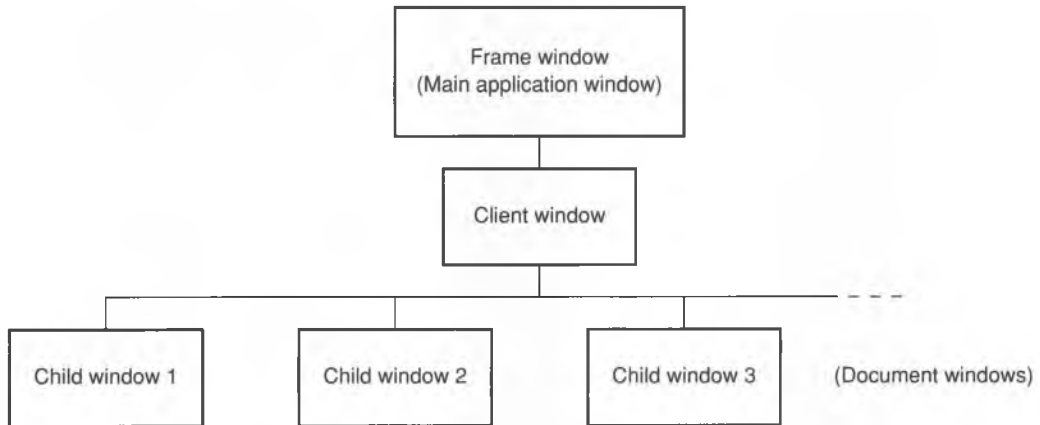 Frame window
(Main application window)
Client window
Child window 1
Child window 2
Child window 3
(Document windows)